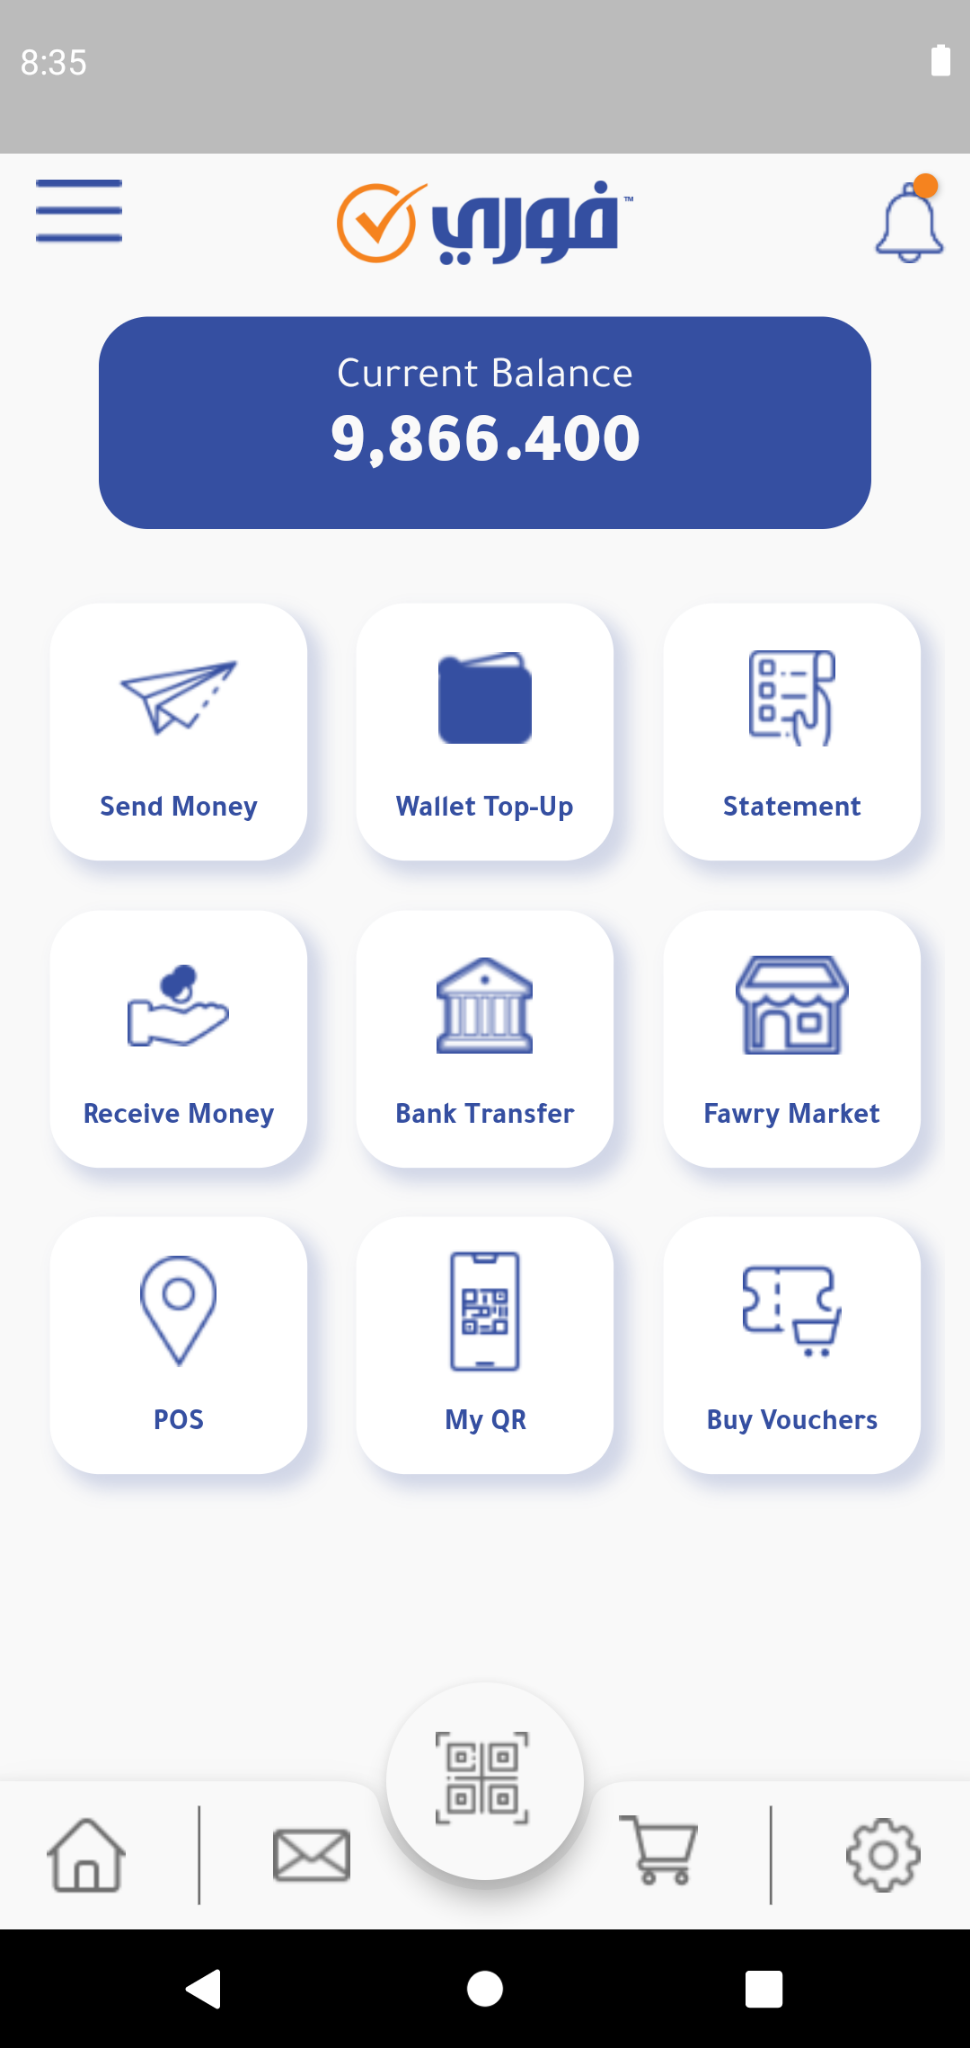 8:35
فوري™
Current Balance
9,866.400
Send Money
Wallet Top-Up
Statement
Receive Money
Bank Transfer
Fawry Market
POS
My QR
Buy Vouchers